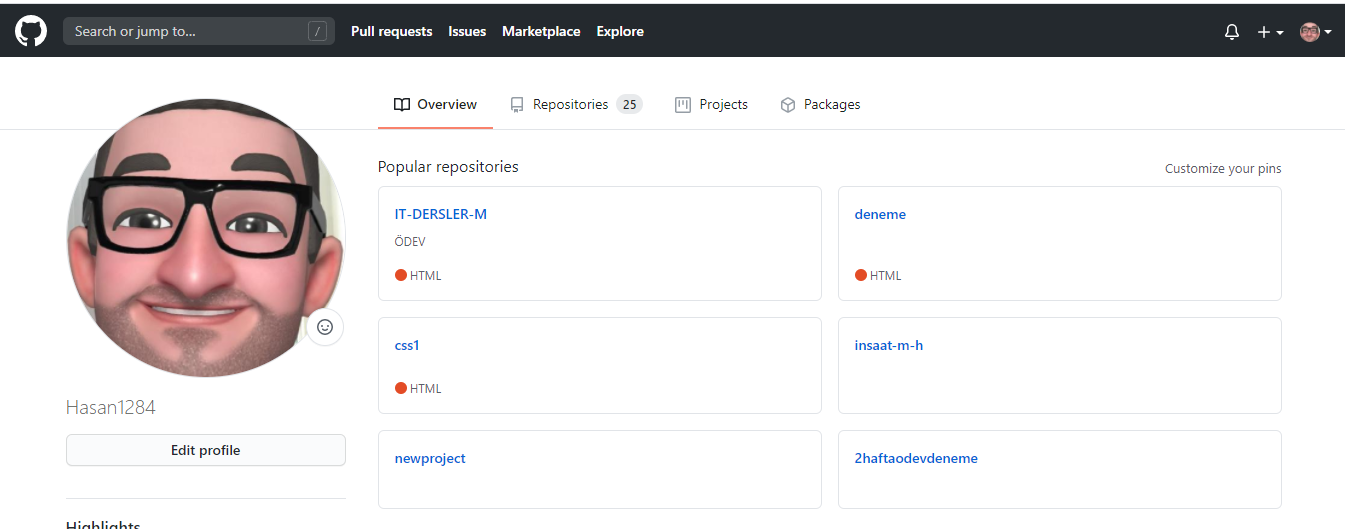 Search or jump to... / Pull requests Issues Marketplace Explore
Overview Repositories 25 Projects Packages
Popular repositories Customize your pins
IT-DERSLER-M
ÖDEV
HTML
deneme
HTML
css1
HTML
insaat-m-h
newproject
2haftaodevdeneme
Hasan1284
Edit profile
Highlights